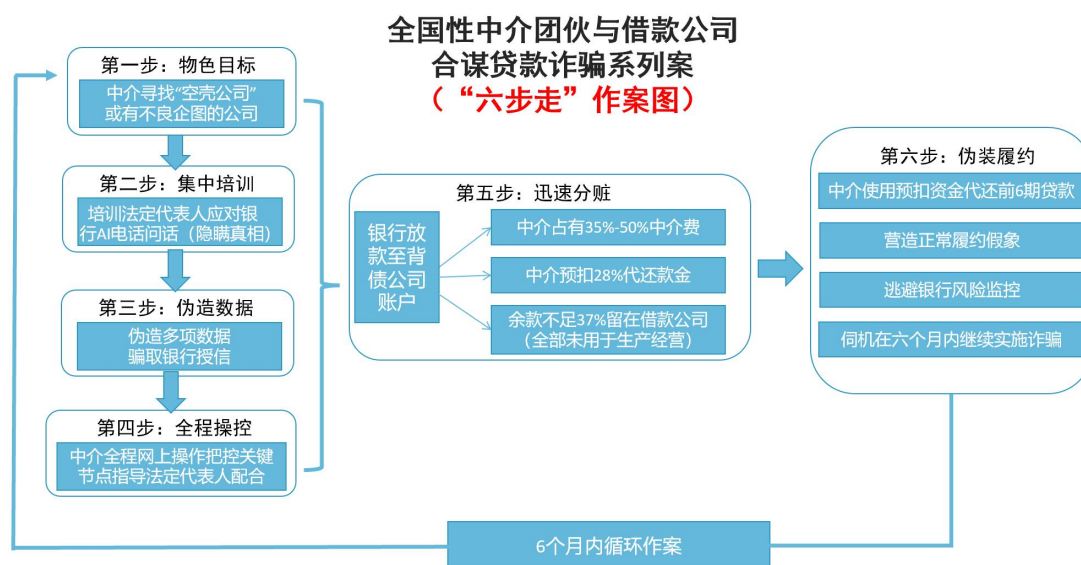 全国性中介团伙与借款公司
合谋贷款诈骗系列案
（“六步走”作案图）
第一步：物色目标
中介寻找“空壳公司”
或有不良企图的公司
第二步：集中培训
培训法定代表人应对银
行AI电话问话（隐瞒真相）
第三步：伪造数据
伪造多项数据
骗取银行授信
第四步：全程操控
中介全程网上操作把控关键
节点指导法定代表人配合
第五步：迅速分赃
银行放
款至背
债公司
账户
中介占有35%-50%中介费
中介预扣28%代还款金
余款不足37%留在借款公司
（全部未用于生产经营）
第六步：伪装履约
中介使用预扣资金代还前6期贷款
营造正常履约假象
逃避银行风险监控
伺机在六个月内继续实施诈骗
6个月内循环作案